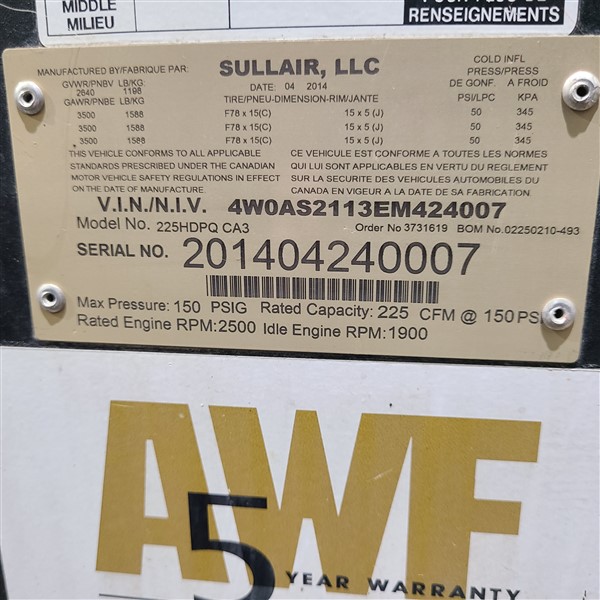 MIDDLE
MILIEU
RENSEIGNEMENTS
MANUFACTURED BY/FABRIQUE PAR: SULLAIR, LLC
DATE: 04 2014
COLD INFL
PRESS/PRESS
DE GONF. A FROID
GVWR/PNBV LB/KG:
2640 1198
GAWR/PNBE LB/KG: TIRE/PNEU-DIMENSION-RIM/JANTE PSI/LPC KPA
3500 1588 F78 x 15(C) 15 x 5 (J) 50 345
3500 1588 F78 x 15(C) 15 x 5 (J) 50 345
3500 1588 F78 x 15(C) 15 x 5 (J) 50 345
THIS VEHICLE CONFORMS TO ALL APPLICABLE
STANDARDS PRESCRIBED UNDER THE CANADIAN
MOTOR VEHICLE SAFETY REGULATIONS IN EFFECT
ON THE DATE OF MANUFACTURE.
CE VEHICULE EST CONFORME A TOUTES LES NORMES
QUI LUI SONT APPLICABLES EN VERTU DU REGLEMENT
SUR LA SECURITE DES VEHICULES AUTOMOBILES DU
CANADA EN VIGEUR A LA DATE DE SA FABRICATION.
V.I.N./N.I.V. 4W0AS2113EM424007
Model No. 225HDPQ CA3 Order No 3731619 BOM No.02250210-493
SERIAL NO. 201404240007
Max Pressure: 150 PSIG Rated Capacity: 225 CFM @ 150 PSI
Rated Engine RPM:2500 Idle Engine RPM:1900
AWF
5 YEAR WARRANTY